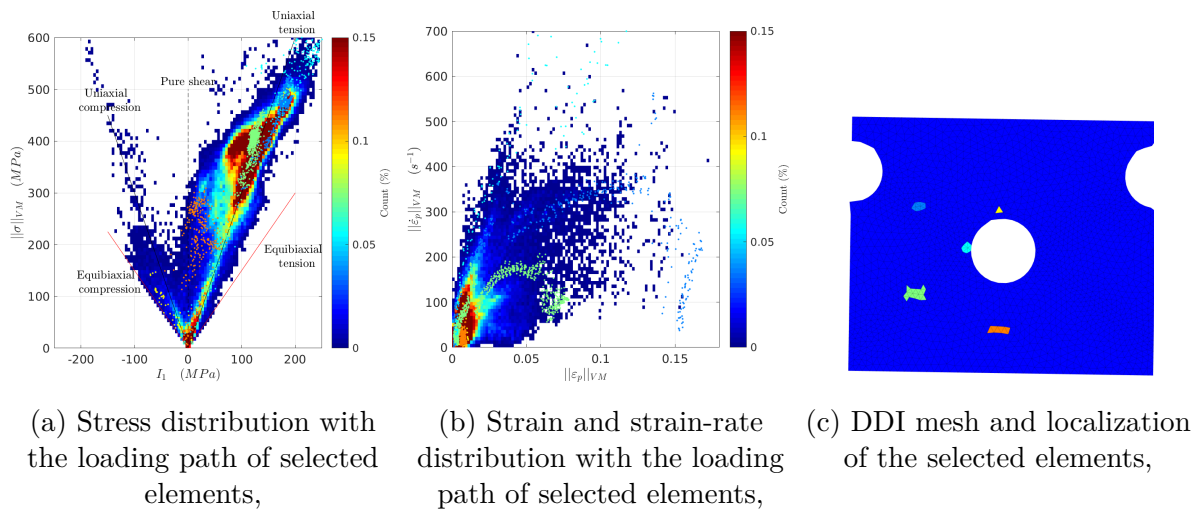 Uniaxial
tension
600
500
400
300
200
100
0
||σ||VM (MPa)
Pure shear
Uniaxial
compression
Equibiaxial
compression
Equibiaxial
tension
-200 -100 0 100 200
I1 (MPa)
0.15
0.1
0.05
0
Count (%)
700
600
500
400
300
200
100
0
||ε̇p||VM (s−1)
0 0.05 0.1 0.15
||εp||VM
0.15
0.1
0.05
0
Count (%)
(a) Stress distribution with
the loading path of selected
elements,
(b) Strain and strain-rate
distribution with the loading
path of selected elements,
(c) DDI mesh and localization
of the selected elements,